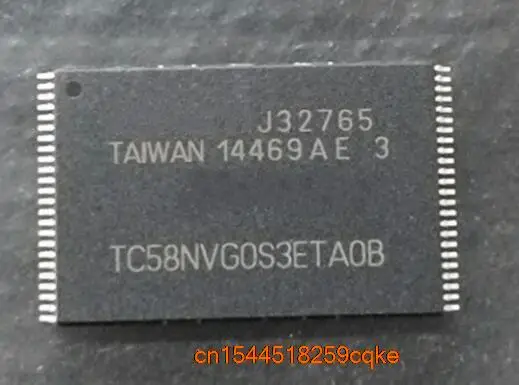 J32765
TAIWAN 14469AE 3
TC58NVG0S3ETA0B
cn1544518259cqke